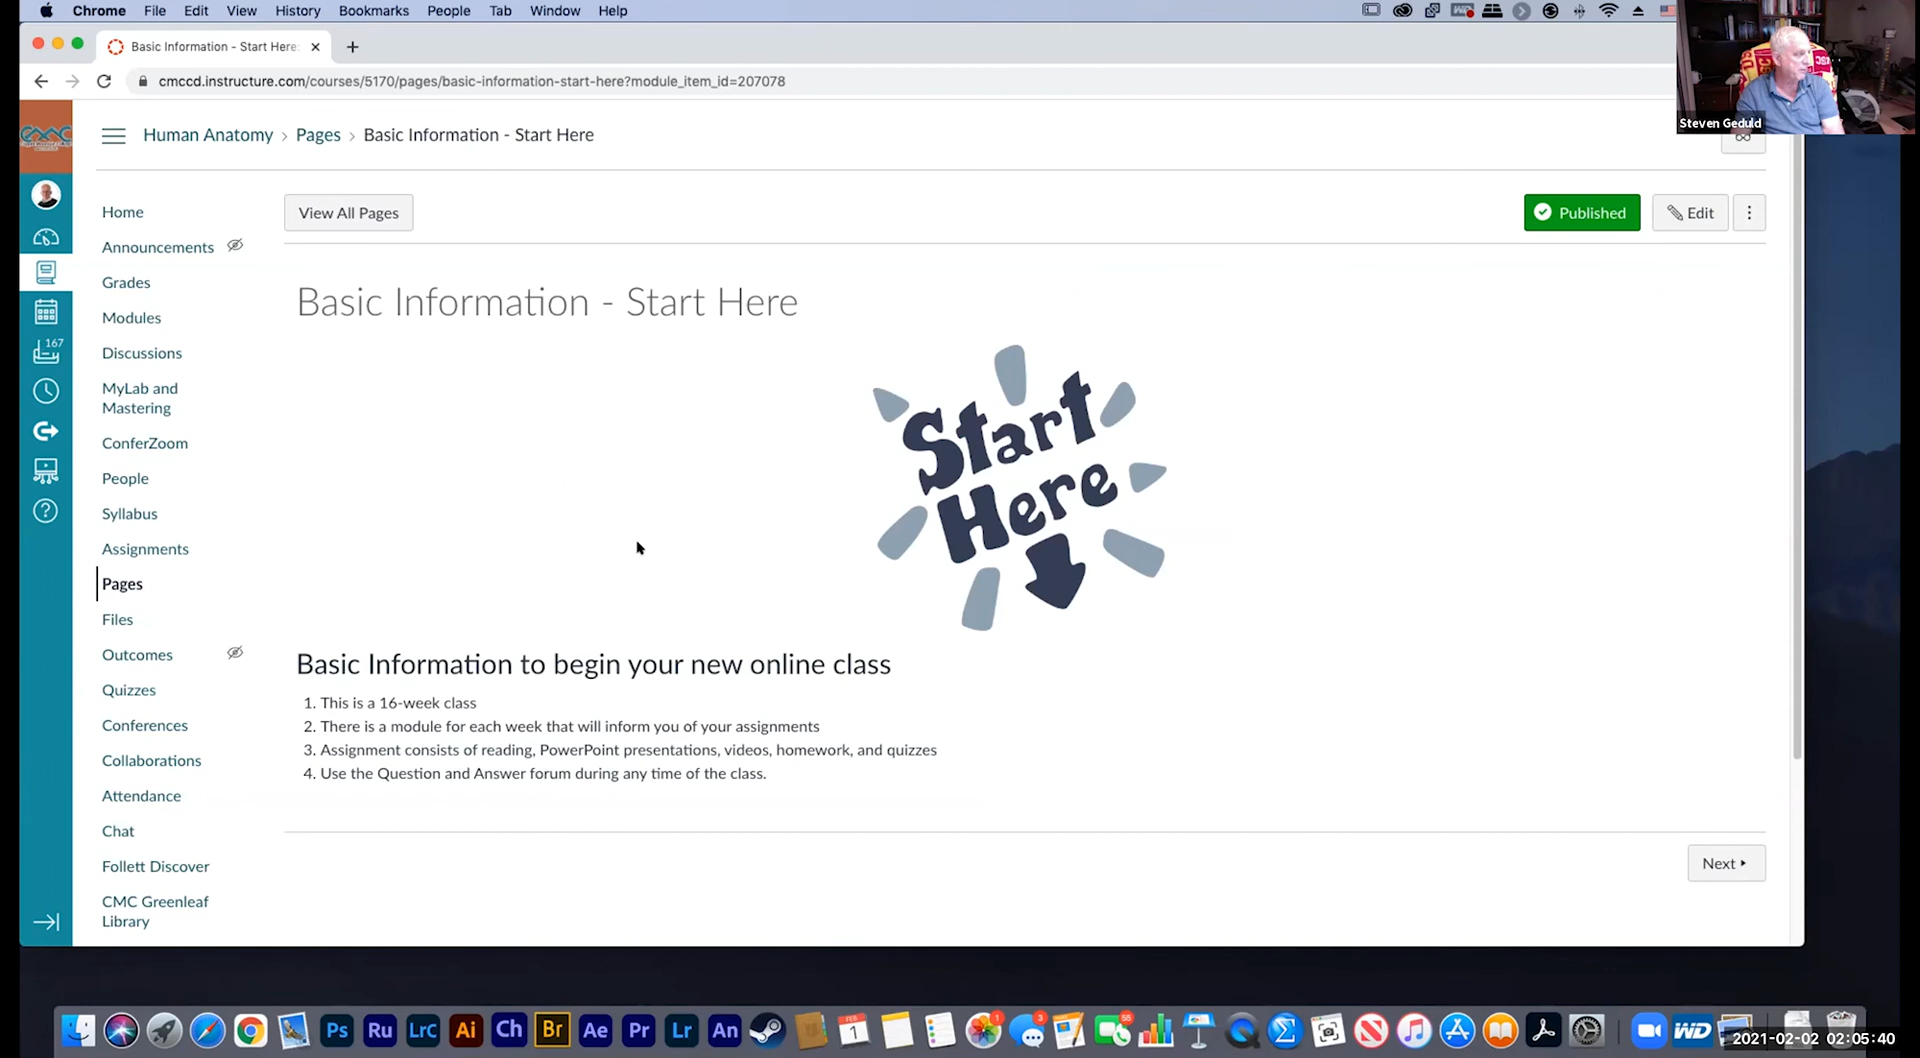 Chrome File Edit View History Bookmarks People Tab Window Help
Basic Information - Start Here:
cmccd.instructure.com/courses/5170/pages/basic-information-start-here?module_item_id=207078
Steven Geduld
Human Anatomy > Pages > Basic Information - Start Here
View All Pages
Published
Edit
Home
Announcements
Grades
Modules
Discussions
MyLab and
Mastering
ConferZoom
People
Syllabus
Assignments
Pages
Files
Outcomes
Quizzes
Conferences
Collaborations
Attendance
Chat
Follett Discover
CMC Greenleaf
Library
167
Basic Information - Start Here
Start
Here
Basic Information to begin your new online class
1. This is a 16-week class
2. There is a module for each week that will inform you of your assignments
3. Assignment consists of reading, PowerPoint presentations, videos, homework, and quizzes
4. Use the Question and Answer forum during any time of the class.
Next
Ps Ru LrC Ai Ch Br Ae Pr Lr An FEB 1 1 3 WD
2021-02-02 02:05:40